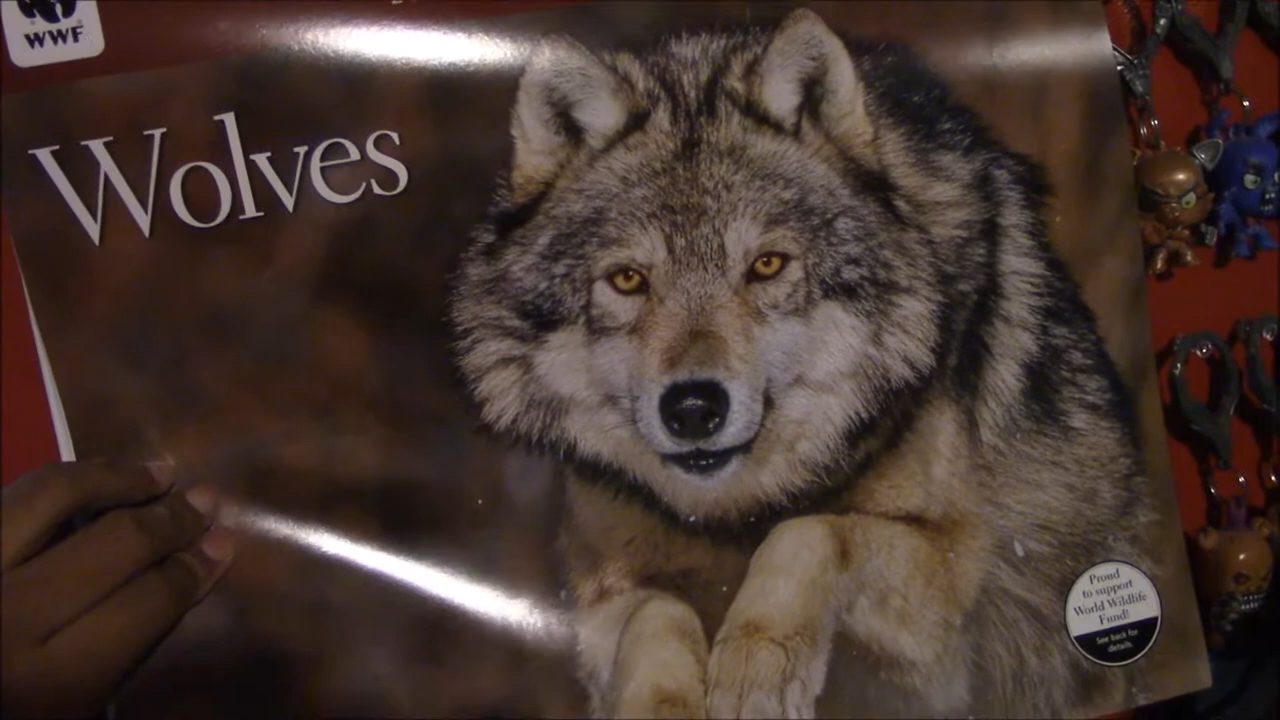 WWF
Wolves
Proud
to support
World Wildlife
Fund!
See back for
details